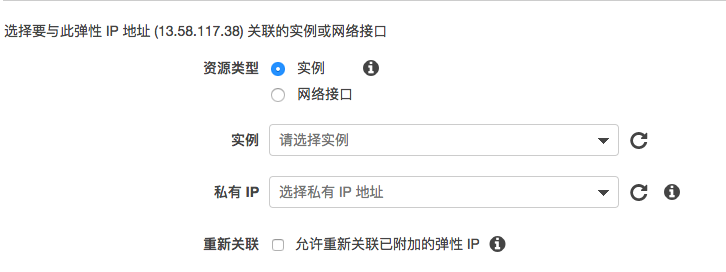 选择要与此弹性 IP 地址 (13.58.117.38) 关联的实例或网络接口
资源类型 实例
网络接口
实例 请选择实例
私有 IP 选择私有 IP 地址
重新关联 允许重新关联已附加的弹性 IP